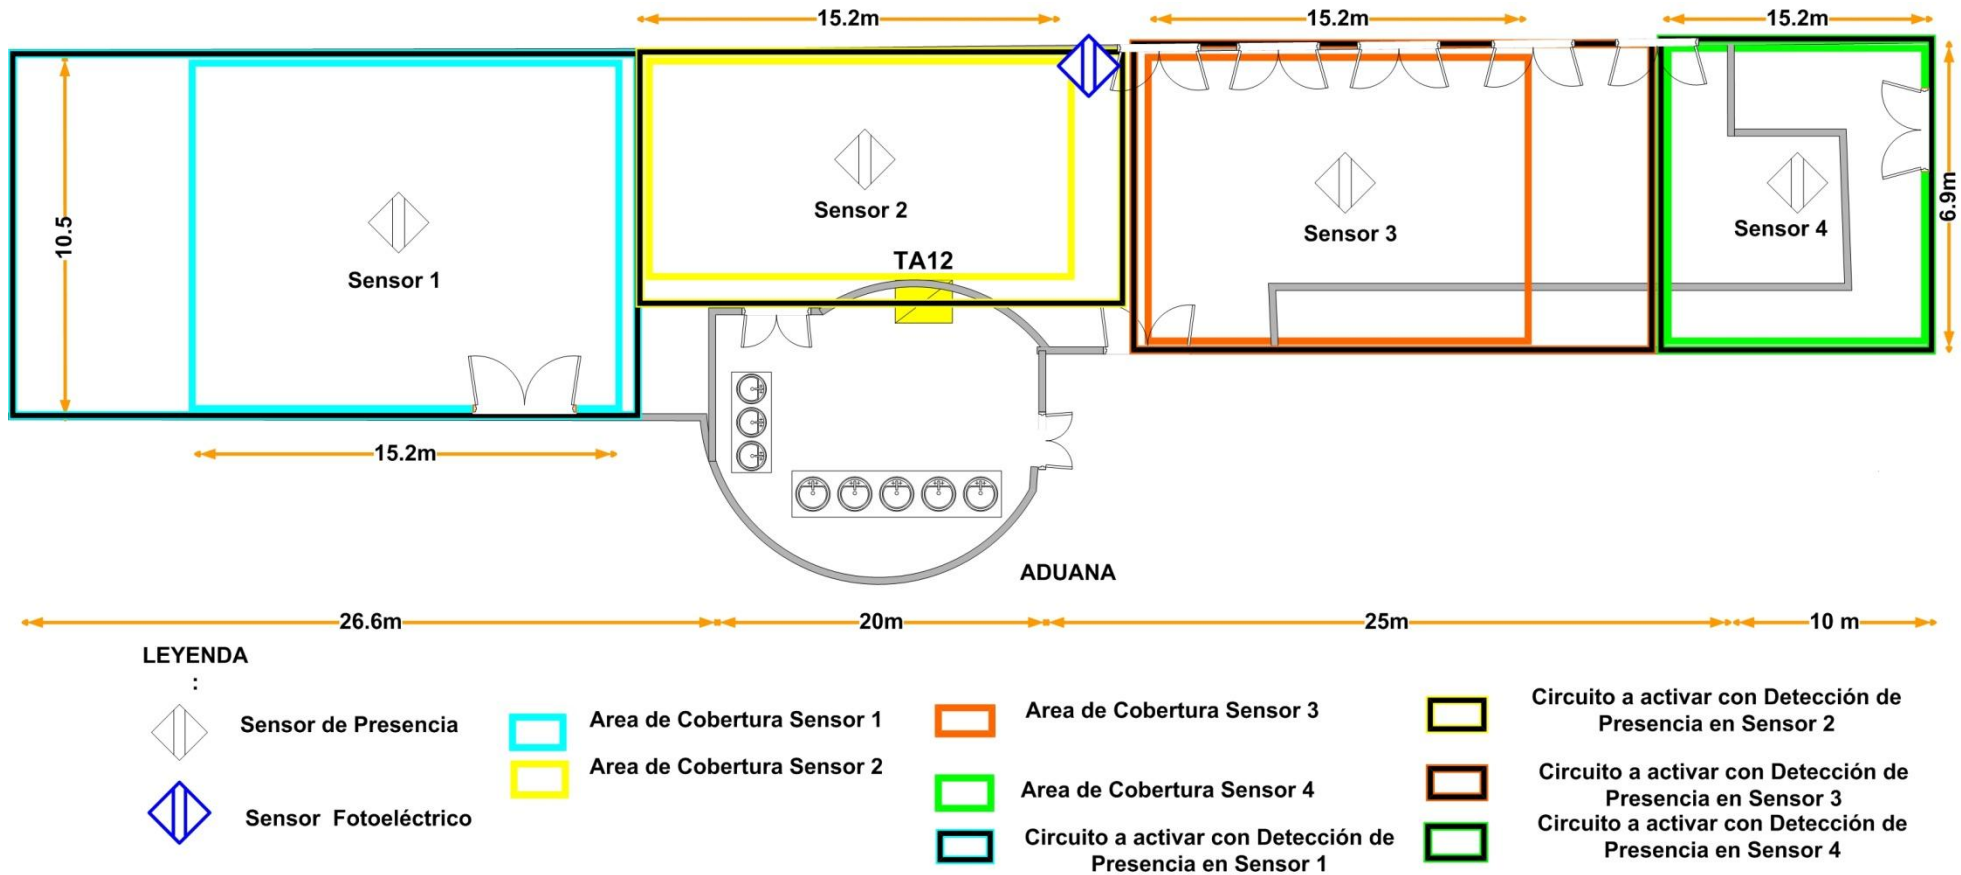 15.2m
15.2m
15.2m
10.5
Sensor 1
Sensor 2
TA12
Sensor 3
Sensor 4
6.9m
15.2m
ADUANA
26.6m
20m
25m
10 m
LEYENDA
:
Sensor de Presencia
Sensor Fotoeléctrico
Area de Cobertura Sensor 1
Area de Cobertura Sensor 2
Area de Cobertura Sensor 3
Area de Cobertura Sensor 4
Circuito a activar con Detección de
Presencia en Sensor 1
Circuito a activar con Detección de
Presencia en Sensor 2
Circuito a activar con Detección de
Presencia en Sensor 3
Circuito a activar con Detección de
Presencia en Sensor 4